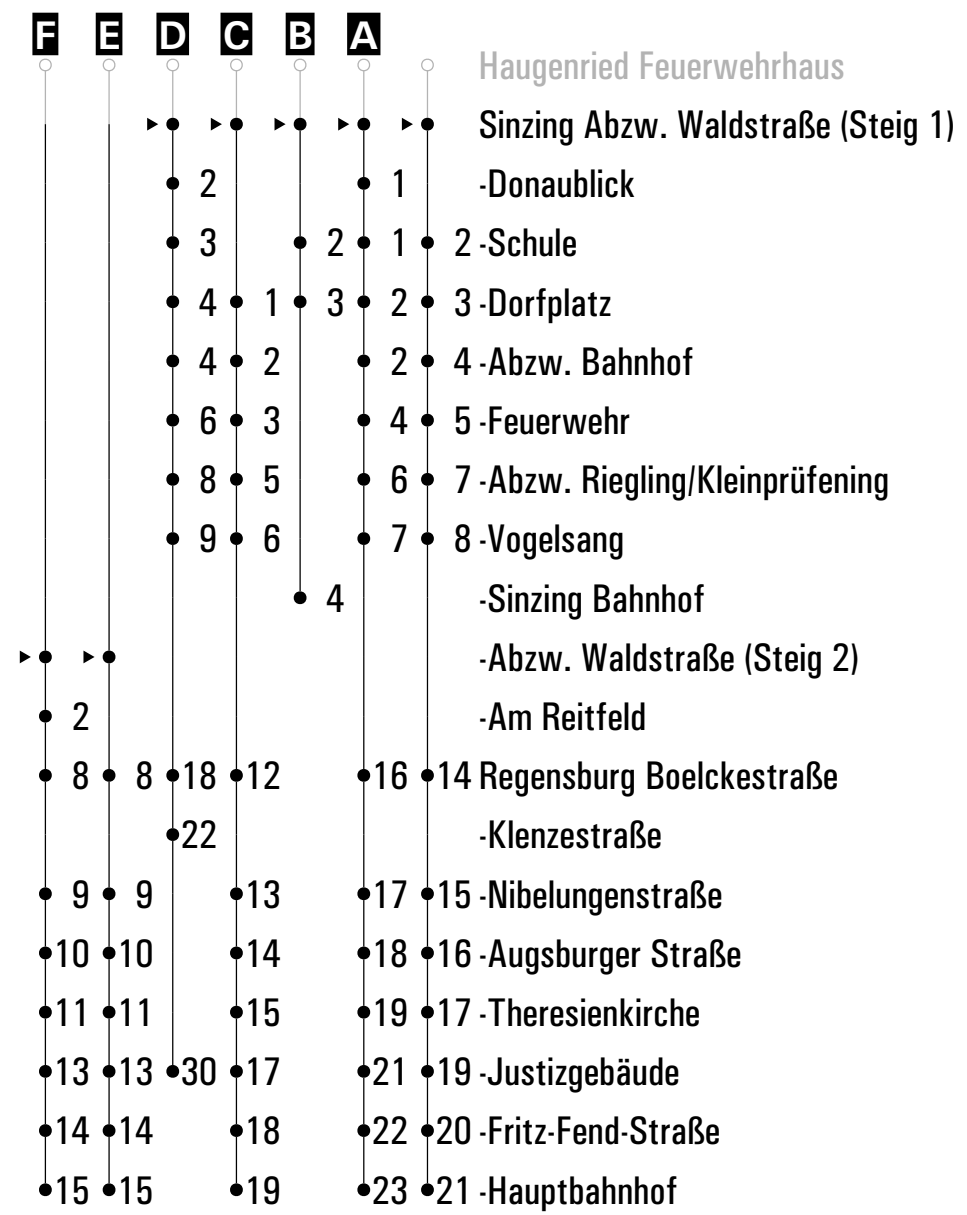 F E D C B A
Haugenried Feuerwehrhaus
Sinzing Abzw. Waldstraße (Steig 1)
2 1 -Donaublick
3 2 1 2 -Schule
4 1 3 2 3 -Dorfplatz
4 2 2 4 -Abzw. Bahnhof
6 3 4 5 -Feuerwehr
8 5 6 7 -Abzw. Riegling/Kleinprüfening
9 6 7 8 -Vogelsang
4 -Sinzing Bahnhof
-Abzw. Waldstraße (Steig 2)
2 -Am Reitfeld
8 8 18 12 16 14 Regensburg Boelckestraße
22 -Klenzestraße
9 9 13 17 15 -Nibelungenstraße
10 10 14 18 16 -Augsburger Straße
11 11 15 19 17 -Theresienkirche
13 13 30 17 21 19 -Justizgebäude
14 14 18 22 20 -Fritz-Fend-Straße
15 15 19 23 21 -Hauptbahnhof